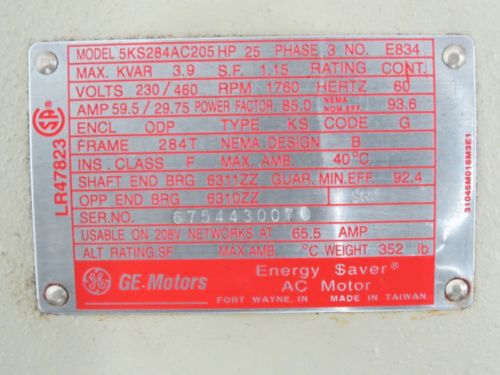 MODEL 5KS284AC205 HP 25 PHASE 3 NO. E834
MAX. KVAR 3.9 S.F. 1.15 RATING CONT.
VOLTS 230/460 RPM 1760 HERTZ 60
AMP 59.5/29.75 POWER FACTOR 85.0 NEMA NOM.EFF. 93.6
ENCL ODP TYPE KS CODE G
FRAME 284T NEMA DESIGN B
INS. CLASS F MAX. AMB. 40°C
SHAFT END BRG 6311ZZ GUAR. MIN. EFF. 92.4
OPP END BRG 6310ZZ
SER.NO. 6754430070
USABLE ON 208V NETWORKS AT 65.5 AMP
ALT RATING.SF MAX.AMB °C WEIGHT 352 lb
GE-Motors
Energy $aver®
AC Motor
FORT WAYNE, IN MADE IN TAIWAN
LR47823
31045M016M3E1